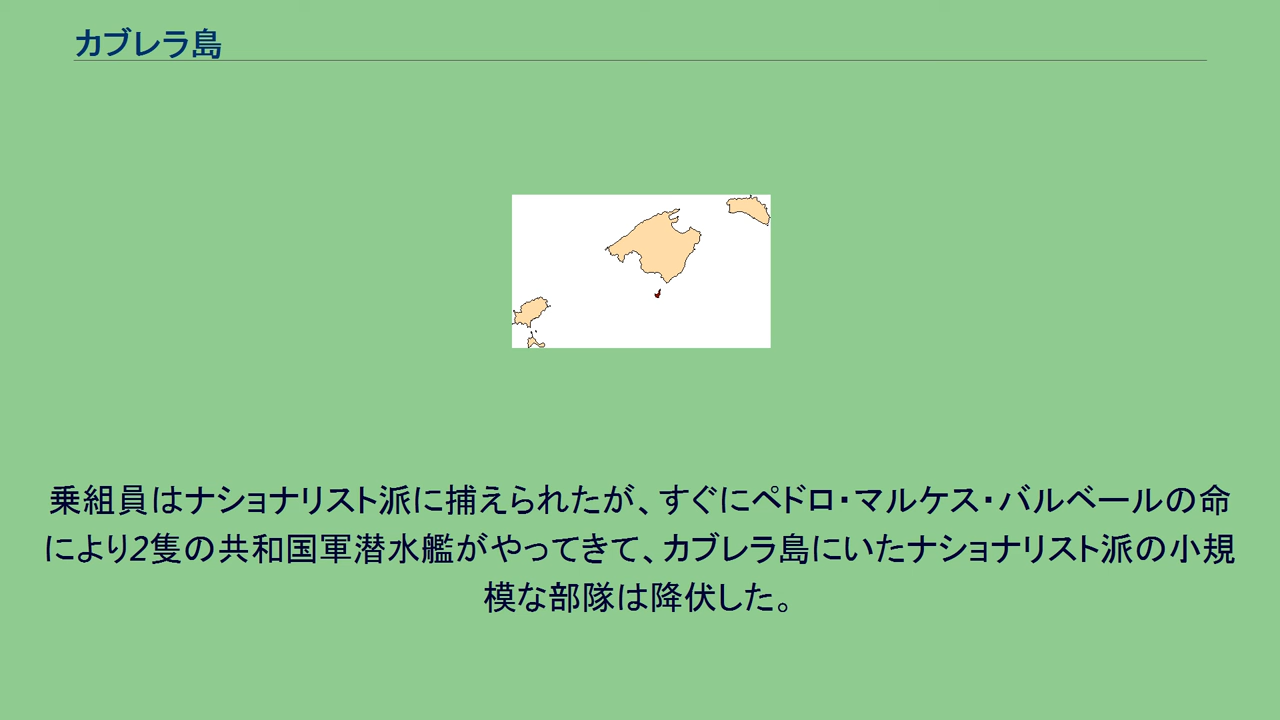 カブレラ島
乗組員はナショナリスト派に捕えられたが、すぐにペドロ・マルケス・バルベールの命
により2隻の共和国軍潜水艦がやってきて、カブレラ島にいたナショナリスト派の小規
模な部隊は降伏した。